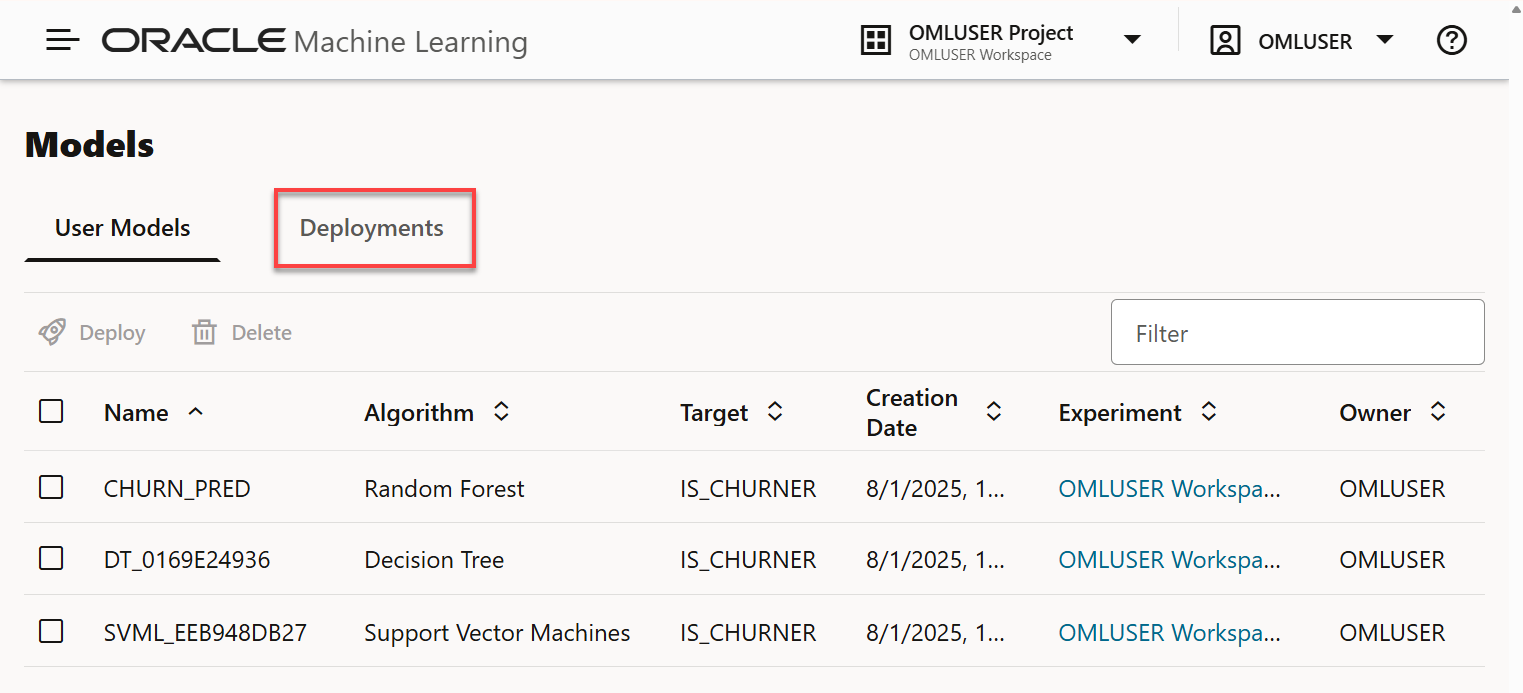 ORACLE Machine Learning
OMLUSER Project
OMLUSER Workspace
OMLUSER
?
Models
User Models
Deployments
Deploy
Delete
Filter
Name Algorithm Target Creation Date Experiment Owner
CHURN_PRED Random Forest IS_CHURNER 8/1/2025, 1... OMLUSER Workspa... OMLUSER
DT_0169E24936 Decision Tree IS_CHURNER 8/1/2025, 1... OMLUSER Workspa... OMLUSER
SVML_EEB948DB27 Support Vector Machines IS_CHURNER 8/1/2025, 1... OMLUSER Workspa... OMLUSER